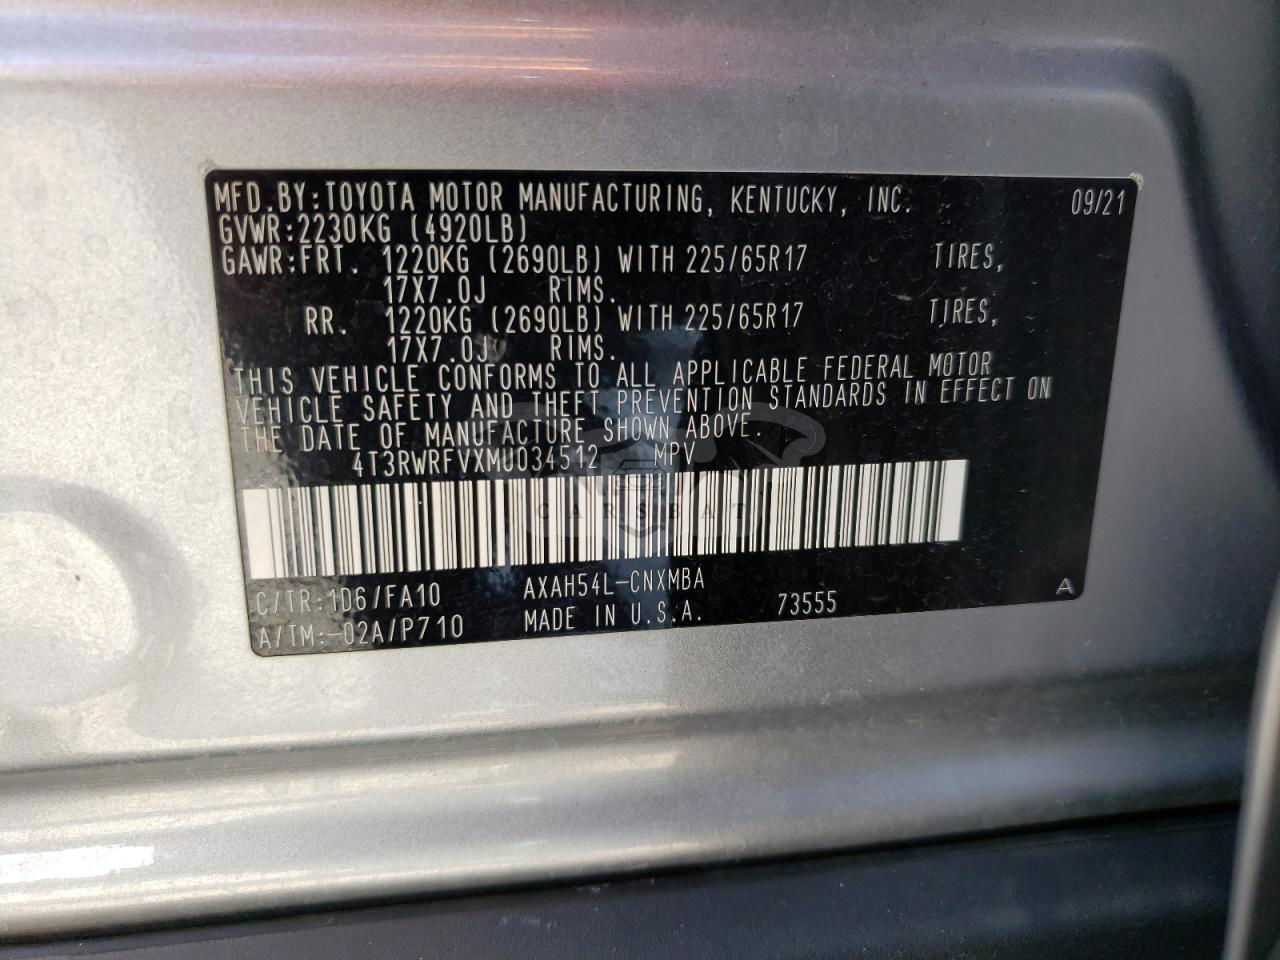 MFD.BY:TOYOTA MOTOR MANUFACTURING, KENTUCKY, INC. 09/21
GVWR:2230KG (4920LB)
GAWR:FRT. 1220KG (2690LB) WITH 225/65R17 TIRES,
17X7.0J RIMS.
RR. 1220KG (2690LB) WITH 225/65R17 TIRES,
17X7.0J RIMS.
THIS VEHICLE CONFORMS TO ALL APPLICABLE FEDERAL MOTOR
VEHICLE SAFETY AND THEFT PREVENTION STANDARDS IN EFFECT ON
THE DATE OF MANUFACTURE SHOWN ABOVE.
4T3RWRFVXMU034512 MPV
CARSBAT
C/TR:1D6/FA10 AXAH54L-CNXMBA
A/TM:-02A/P710 MADE IN U.S.A. 73555 A